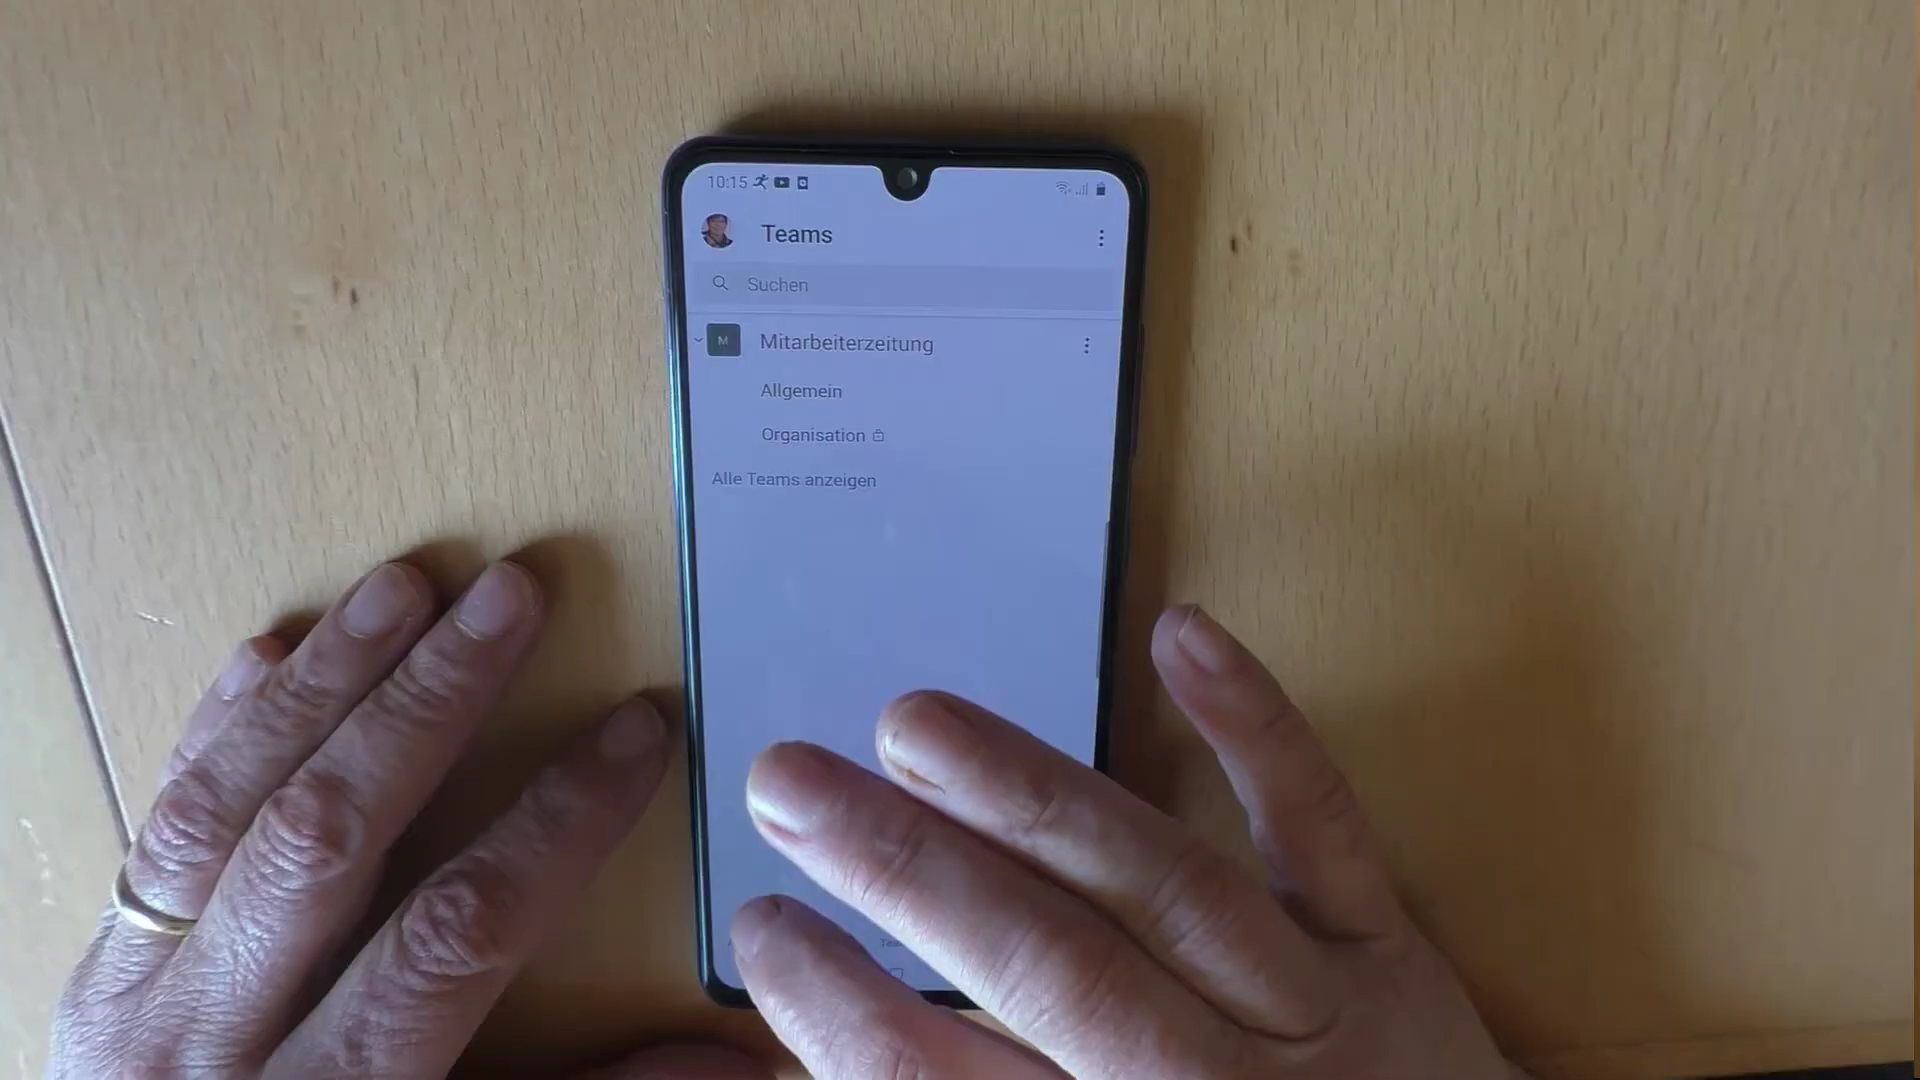 10:15
Teams
Suchen
M Mitarbeiterzeitung
Allgemein
Organisation
Alle Teams anzeigen